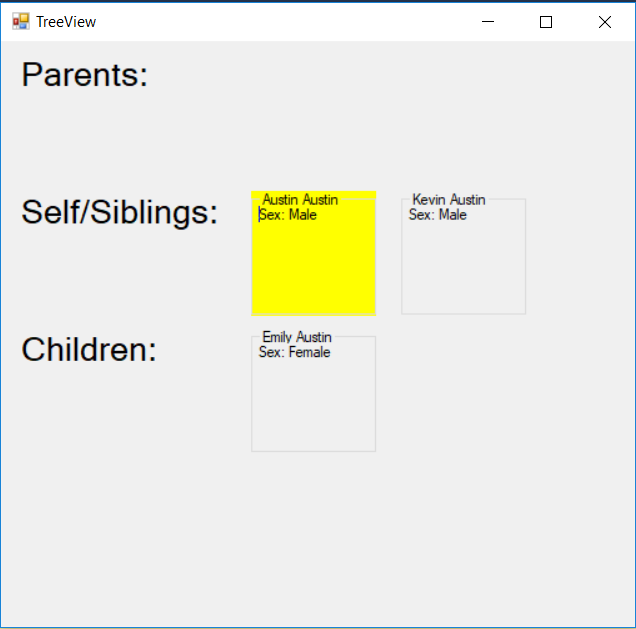 TreeView
Parents:
Self/Siblings:
Austin Austin
Sex: Male
Kevin Austin
Sex: Male
Children:
Emily Austin
Sex: Female